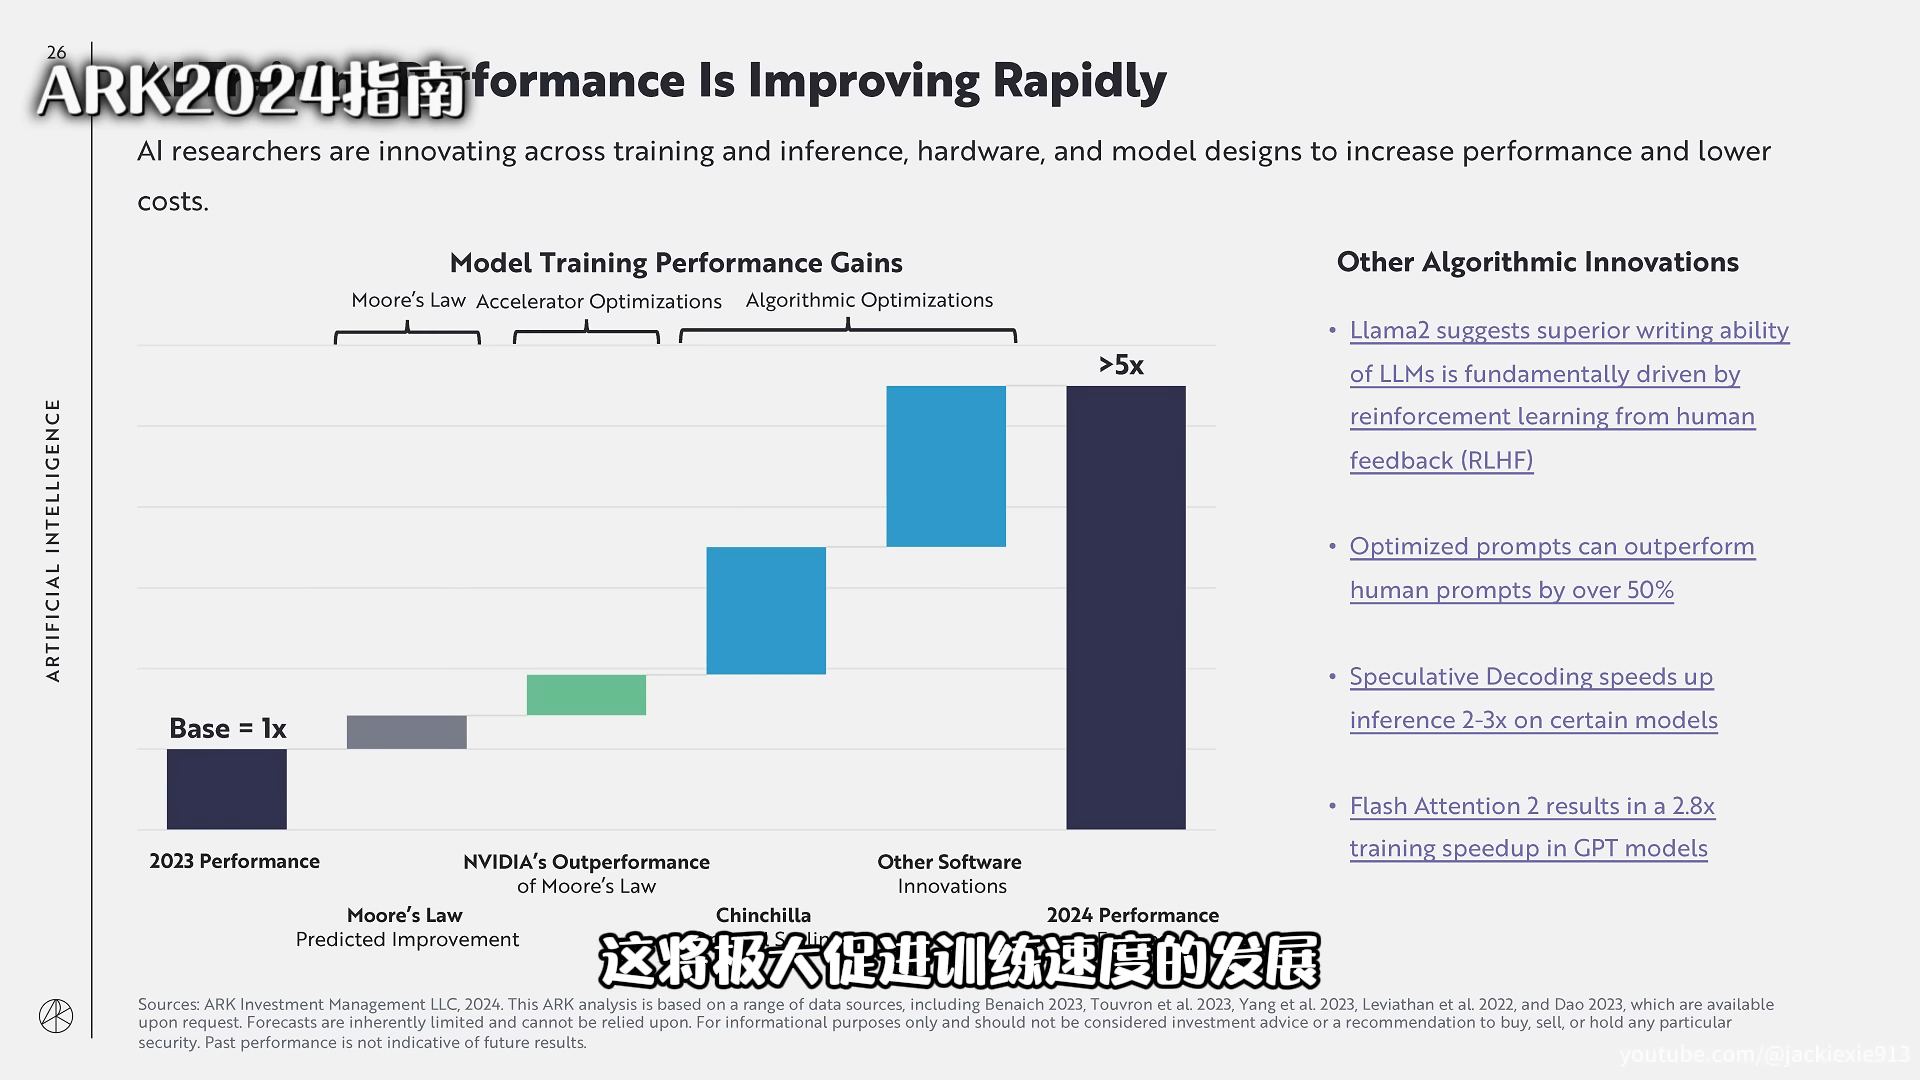 26
ARK2024指南
formance Is Improving Rapidly
AI researchers are innovating across training and inference, hardware, and model designs to increase performance and lower
costs.
Model Training Performance Gains
Moore's Law Accelerator Optimizations Algorithmic Optimizations
>5x
Base = 1x
2023 Performance
NVIDIA's Outperformance
of Moore's Law
Other Software
Innovations
Moore's Law
Predicted Improvement
Chinchilla
2024 Performance
Other Algorithmic Innovations
• Llama2 suggests superior writing ability
of LLMs is fundamentally driven by
reinforcement learning from human
feedback (RLHF)
• Optimized prompts can outperform
human prompts by over 50%
• Speculative Decoding speeds up
inference 2-3x on certain models
• Flash Attention 2 results in a 2.8x
training speedup in GPT models
ARTIFICIAL INTELLIGENCE
这将极大促进训练速度的发展
Sources: ARK Investment Management LLC, 2024. This ARK analysis is based on a range of data sources, including Benaich 2023, Touvron et al. 2023, Yang et al. 2023, Leviathan et al. 2022, and Dao 2023, which are available
upon request. Forecasts are inherently limited and cannot be relied upon. For informational purposes only and should not be considered investment advice or a recommendation to buy, sell, or hold any particular
security. Past performance is not indicative of future results.
youtube.com/@jackiexie913